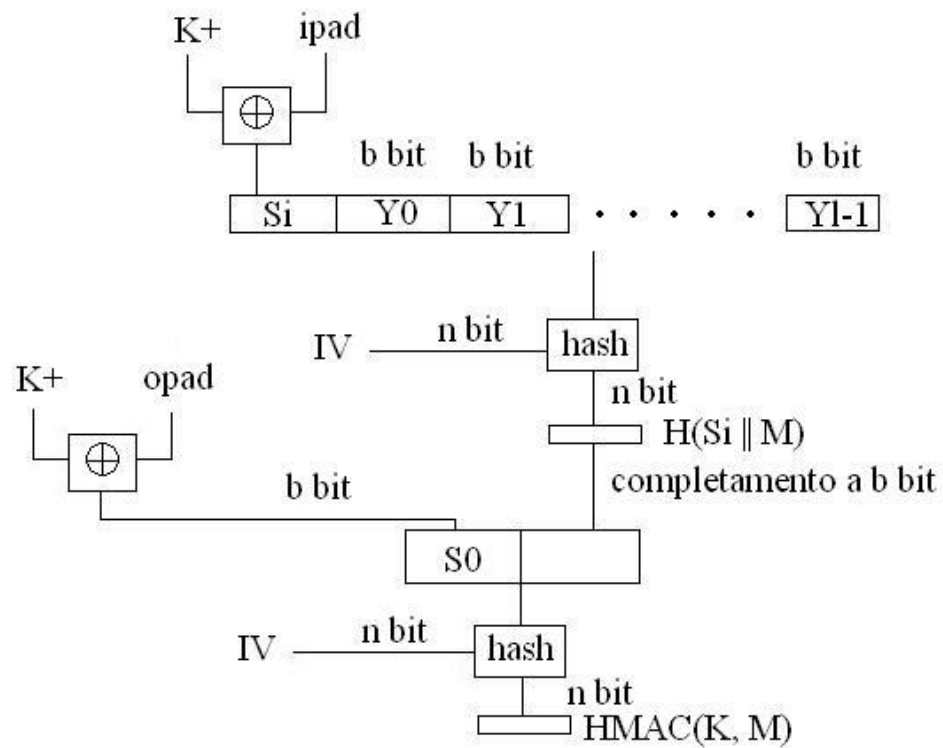 K+ ipad
b bit b bit b bit
Si Y0 Y1 Yl-1
IV n bit hash
K+ opad
n bit
H(Si || M)
b bit completamento a b bit
S0
IV n bit hash
n bit
HMAC(K, M)